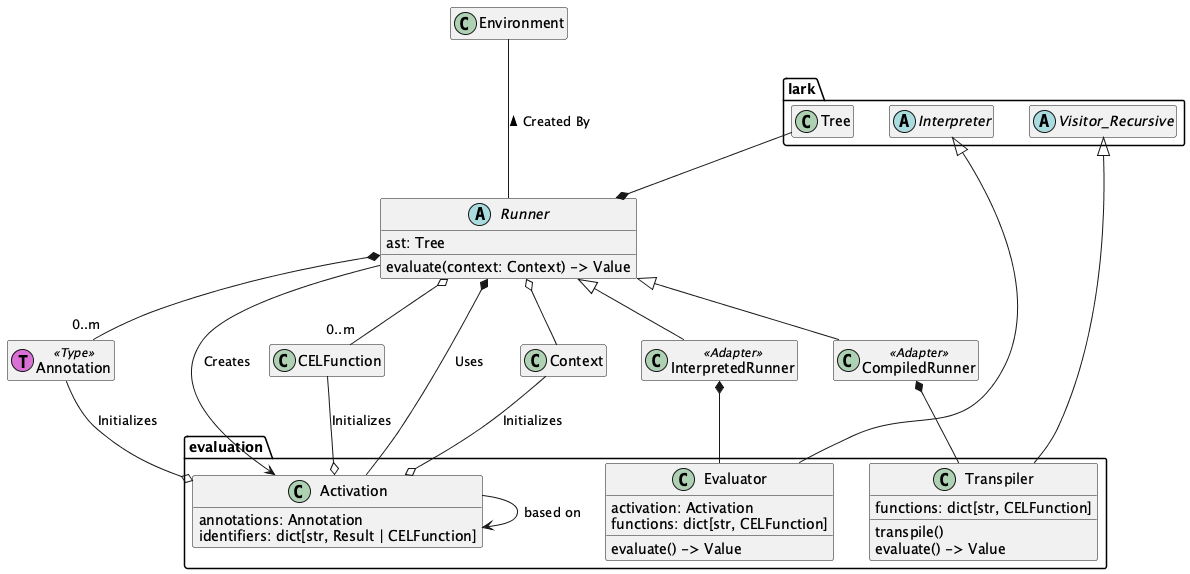 C Environment
Created By
lark
C Tree
A Interpreter
A Visitor_Recursive
A Runner
ast: Tree
evaluate(context: Context) -> Value
0..m
0..m
T «Type»
Annotation
Creates
C CELFunction
Uses
C Context
C «Adapter»
InterpretedRunner
C «Adapter»
CompiledRunner
Initializes
Initializes
Initializes
evaluation
C Activation
annotations: Annotation
identifiers: dict[str, Result | CELFunction]
based on
C Evaluator
activation: Activation
functions: dict[str, CELFunction]
evaluate() -> Value
C Transpiler
functions: dict[str, CELFunction]
transpile()
evaluate() -> Value